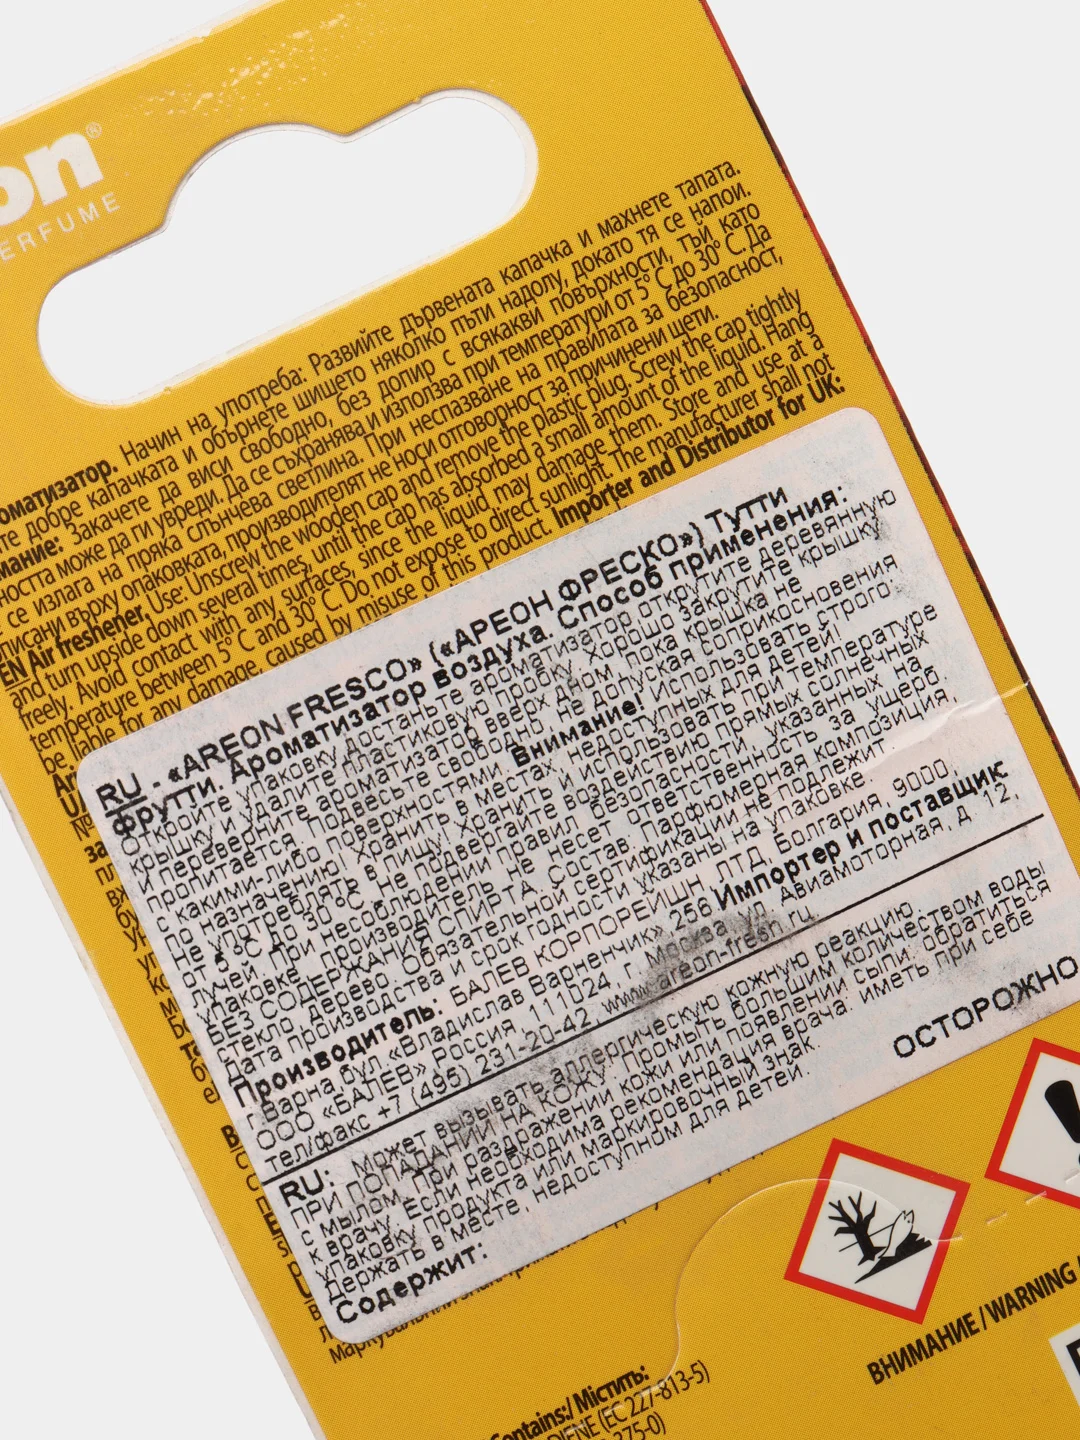 on®
ERFUME
оматизатор. Начин на употреба: Развийте дървената капачка и махнете тапата.
те добре капачката и обърнете шишето няколко пъти надолу, докато тя се напои.
мание: Закачете да виси свободно, без допир с всякакви повърхности, тъй като
ността може да ги увреди. Да се съхранява и използва при температури от 5° C до 30° C. Да
се излага на пряка слънчева светлина. При неспазване на правилата за безопасност,
писани върху опаковката, производителят не носи отговорност за причинени щети.
EN Air freshener. Use: Unscrew the wooden cap and remove the plastic plug. Screw the cap tightly
and turn upside down several times, until the cap has absorbed a small amount of the liquid. Hang
freely. Avoid contact with any surfaces, since the liquid may damage them. Store and use at a
temperature between 5° C and 30° C. Do not expose to direct sunlight. The manufacturer shall not
be liable for any damage, caused by misuse of this product. Importer and Distributor for UK:
RU - «AREON FRESCO» («АРЕОН ФРЕСКО») Тутти
Фрутти. Ароматизатор воздуха. Способ применения:
Откройте упаковку, достаньте ароматизатор, открутите деревянную
крышку и удалите пластиковую пробку, хорошо закрутите крышку
и переверните ароматизатор вверх дном, пока крышка не
пропитается. Подвесьте свободно, не допуская соприкосновения
с какими-либо поверхностями. Внимание! Использовать строго
по назначению! Хранить в местах, недоступных для детей!
Не употреблять в пищу! Хранить и использовать при температуре
от 5°C до 30°C. Не подвергайте воздействию прямых солнечных
лучей. При несоблюдении правил безопасности, указанных на
упаковке, производитель не несет ответственность за ущерб.
БЕЗ СОДЕРЖАНИЯ СПИРТА. Состав: Парфюмерная композиция,
стекло, дерево. Обязательной сертификации не подлежит.
Дата производства и срок годности указаны на упаковке.
Производитель: БАЛЕВ КОРПОРЕЙШН ЛТД, Болгария, 9000,
г. Варна, бул. «Владислав Варненчик», 256 Импортер и поставщик:
ООО «БАЛЕВ» Россия, 111024, г. Москва, ул. Авиамоторная, д. 12,
тел/факс +7 (495) 231-20-42 www.areon-fresh.ru
RU: Может вызывать аллергическую кожную реакцию
ПРИ ПОПАДАНИИ НА КОЖУ: Промыть большим количеством воды
с мылом. При раздражении кожи или появлении сыпи: обратиться
к врачу. Если необходима рекомендация врача: иметь при себе
упаковку продукта или маркировочный знак.
Держать в месте, недоступном для детей.
Содержит:
ОСТОРОЖНО
ВНИМАНИЕ / WARNING /
Contains:/ Містить:
DIENE (EC 227-813-5)